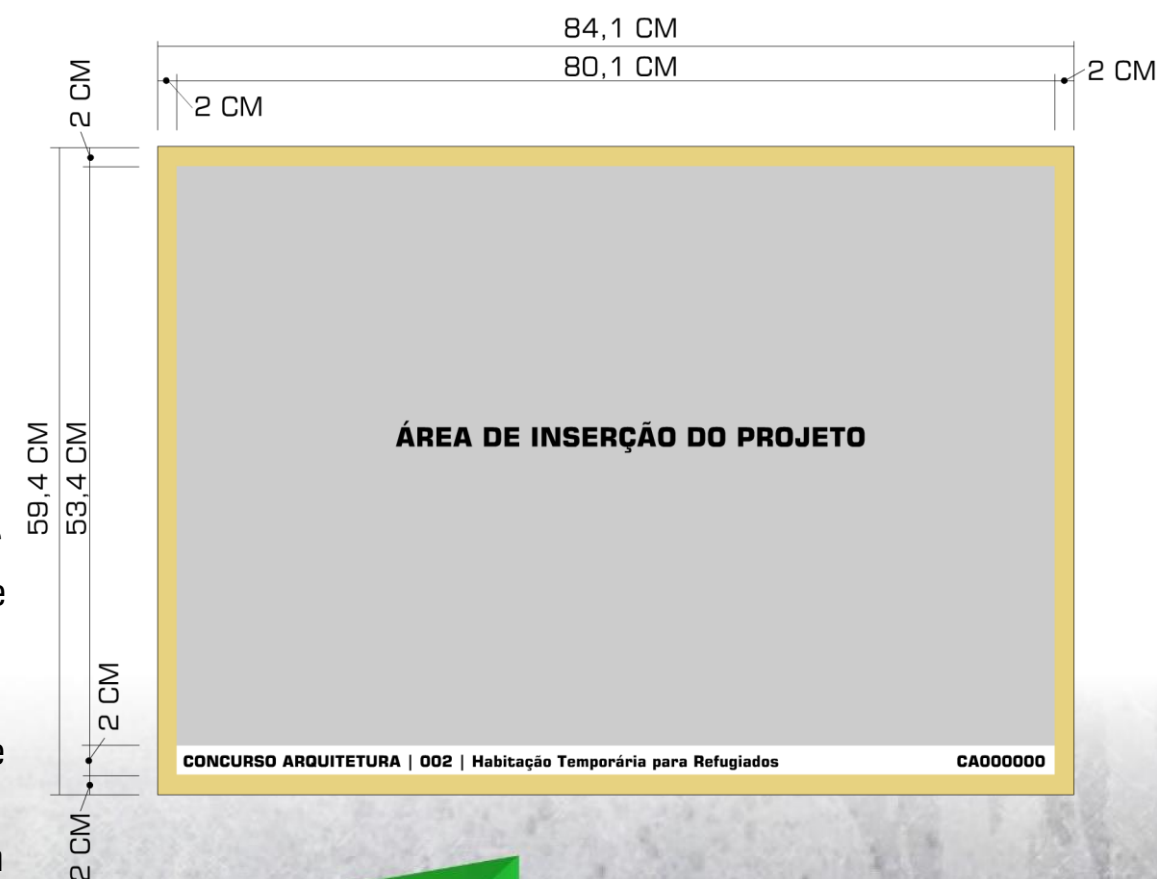 84,1 CM
80,1 CM
2 CM
2 CM
2 CM
59,4 CM
53,4 CM
ÁREA DE INSERÇÃO DO PROJETO
2 CM
CONCURSO ARQUITETURA | 002 | Habitação Temporária para Refugiados
CA000000
2 CM